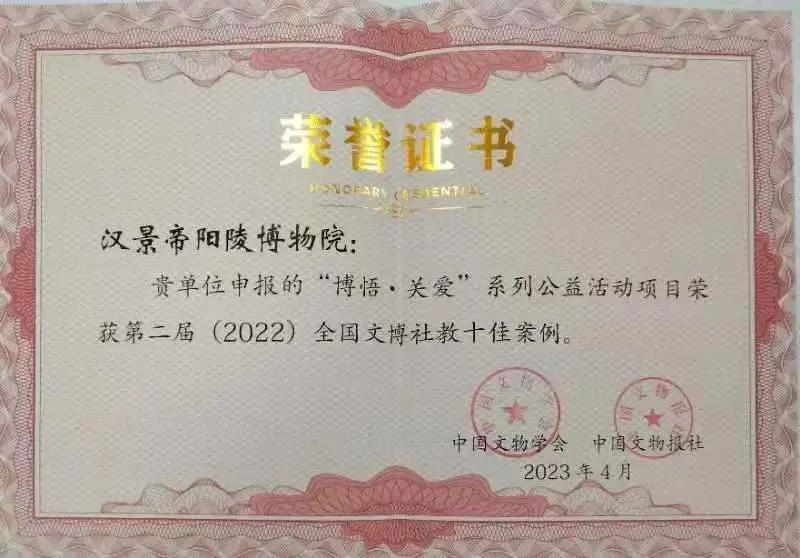 荣誉证书
HONORARY CREDENTIAL
汉景帝阳陵博物院：
贵单位申报的“博悟·关爱”系列公益活动项目荣
获第二届（2022）全国文博社教十佳案例。
中国文物学会 中国文物报社
2023年4月